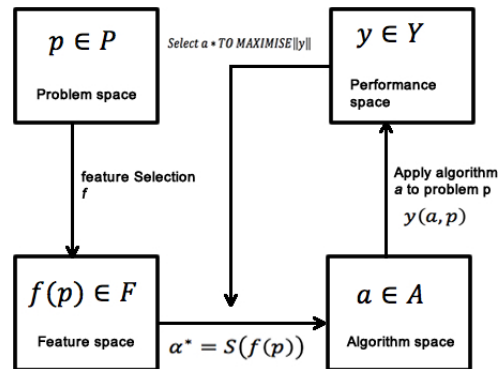 p ∈ P
Problem space
Select a * TO MAXIMISE‖y‖
y ∈ Y
Performance
space
feature Selection
f
Apply algorithm
a to problem p
y(a, p)
f(p) ∈ F
Feature space
α* = S(f(p))
a ∈ A
Algorithm space